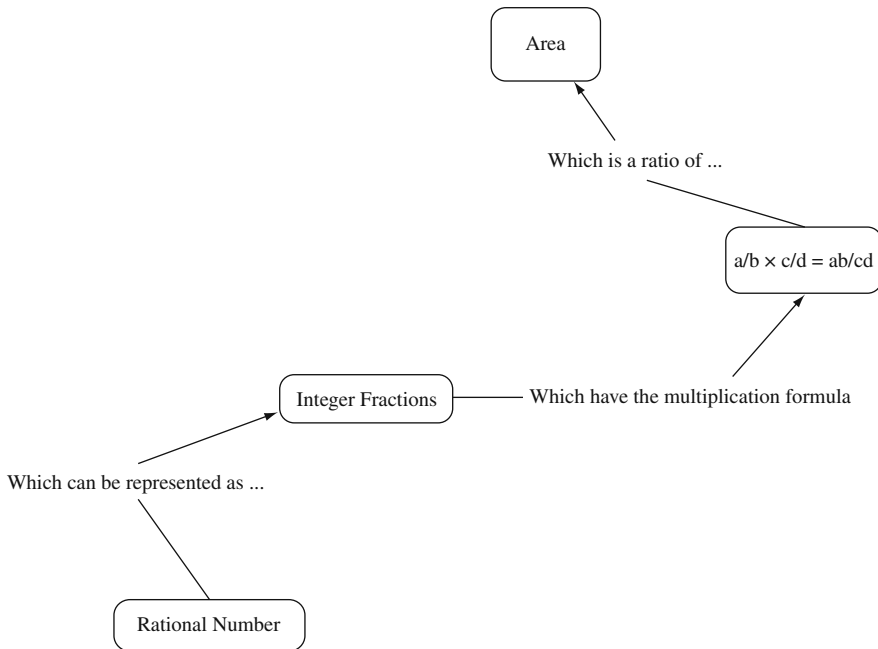 Area
Which is a ratio of ...
a/b × c/d = ab/cd
Integer Fractions
Which have the multiplication formula
Which can be represented as ...
Rational Number